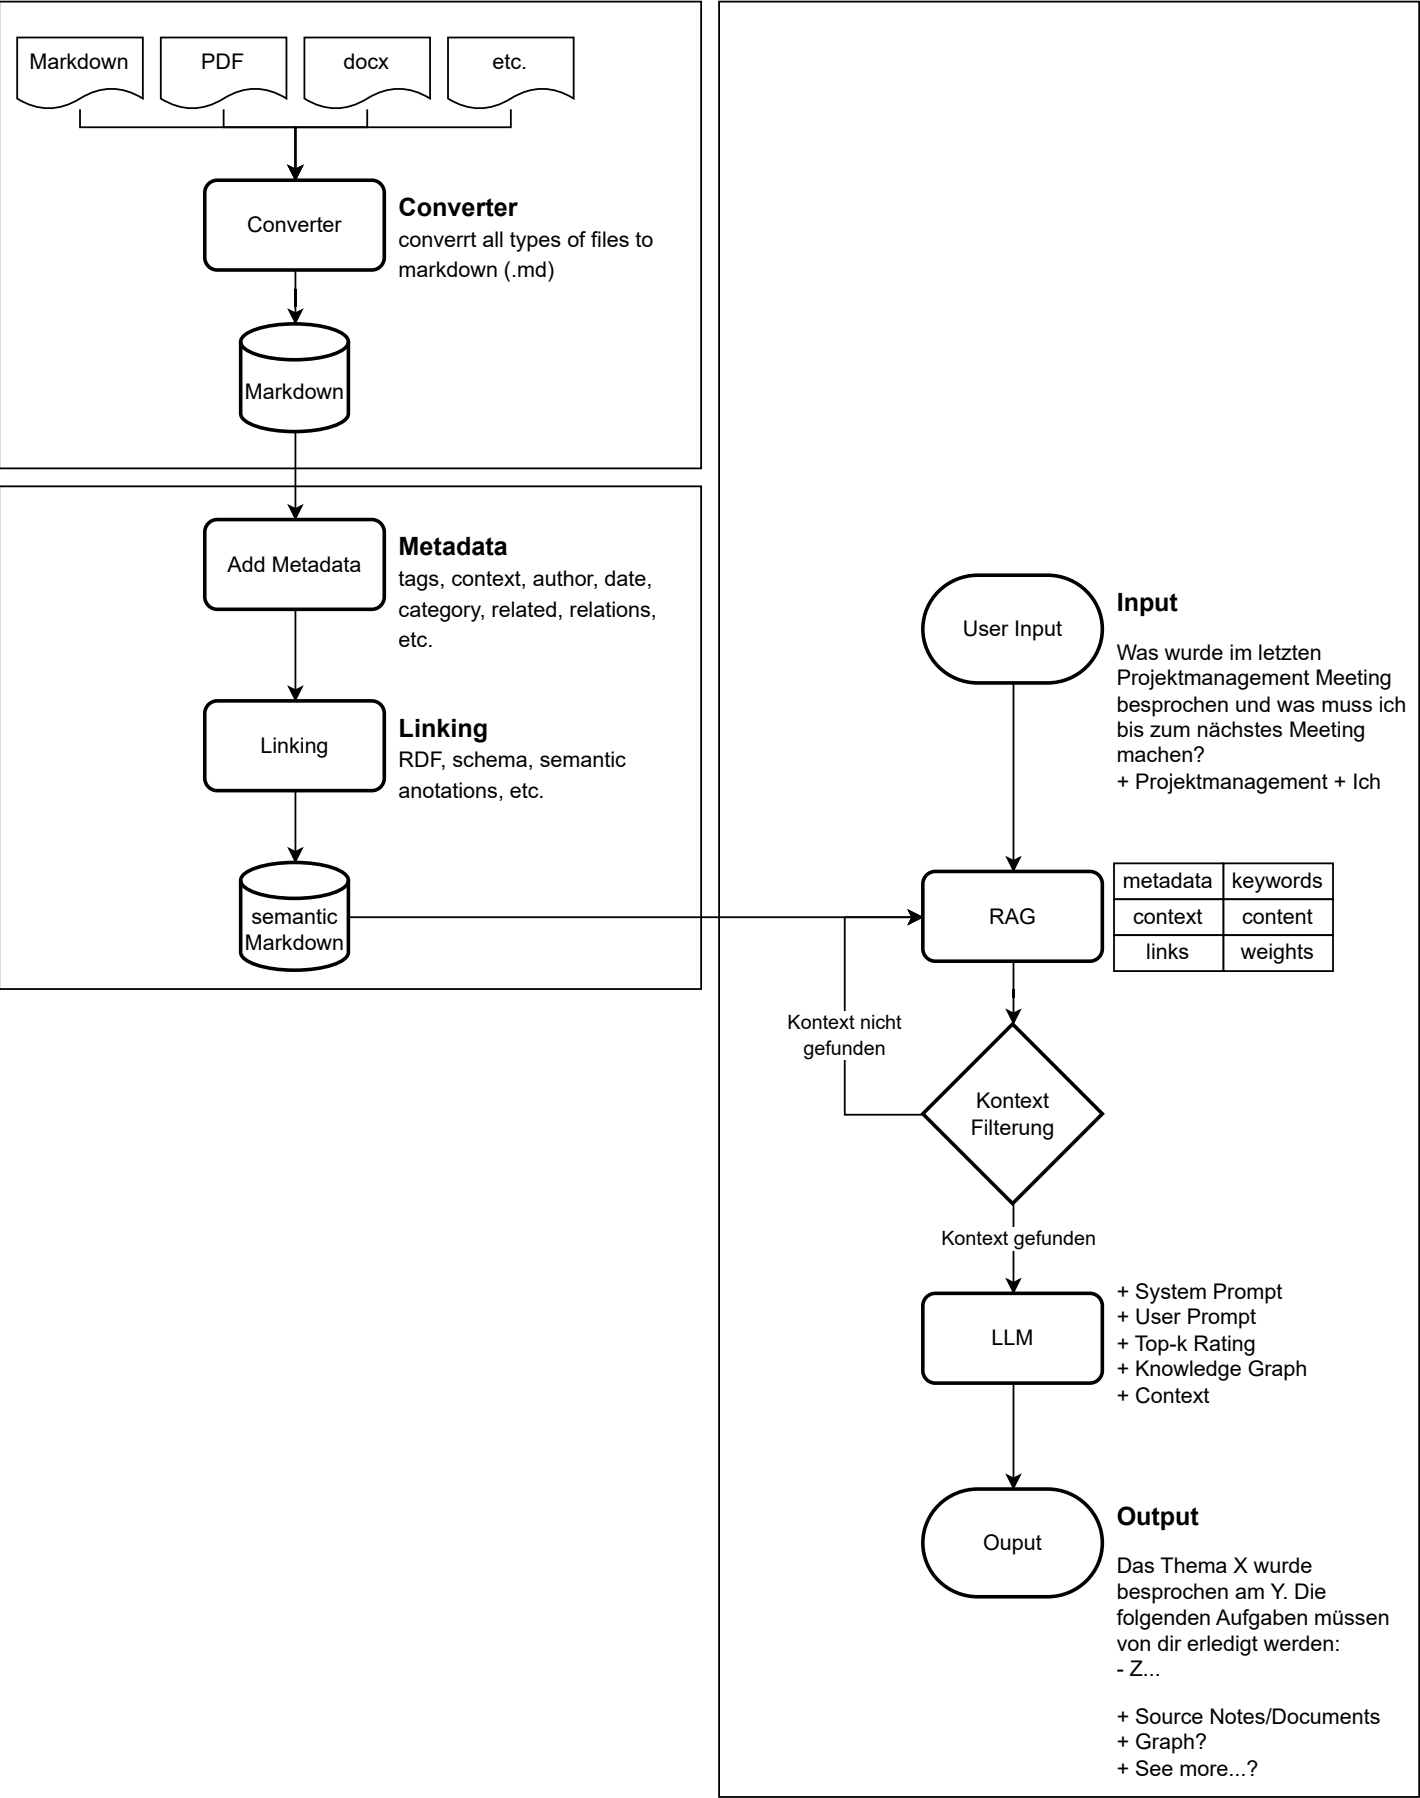 Markdown
PDF
docx
etc.
Converter
Converter
converrt all types of files to
markdown (.md)
Markdown
Add Metadata
Metadata
tags, context, author, date,
category, related, relations,
etc.
Linking
Linking
RDF, schema, semantic
anotations, etc.
semantic
Markdown
User Input
Input
Was wurde im letzten
Projektmanagement Meeting
besprochen und was muss ich
bis zum nächstes Meeting
machen?
+ Projektmanagement + Ich
RAG
metadata keywords
context content
links weights
Kontext nicht
gefunden
Kontext
Filterung
Kontext gefunden
LLM
+ System Prompt
+ User Prompt
+ Top-k Rating
+ Knowledge Graph
+ Context
Ouput
Output
Das Thema X wurde
besprochen am Y. Die
folgenden Aufgaben müssen
von dir erledigt werden:
- Z...
+ Source Notes/Documents
+ Graph?
+ See more...?